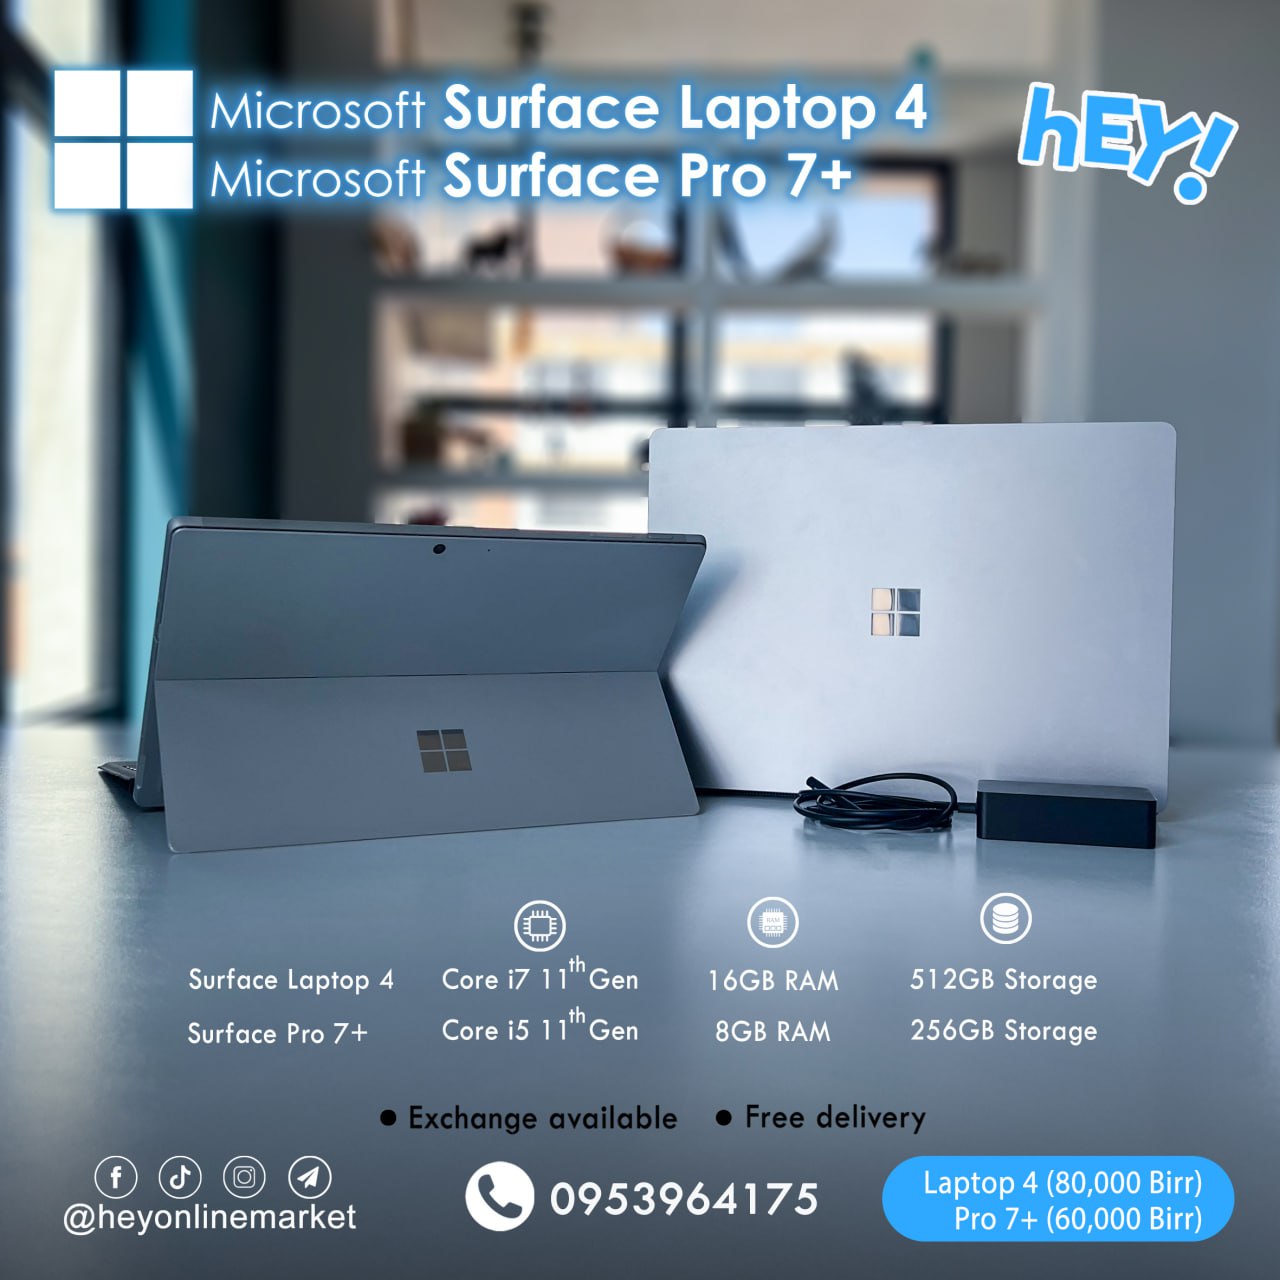 Microsoft Surface Laptop 4
Microsoft Surface Pro 7+
hEY!
RAM
Surface Laptop 4 Core i7 11th Gen 16GB RAM 512GB Storage
Surface Pro 7+ Core i5 11th Gen 8GB RAM 256GB Storage
• Exchange available • Free delivery
@heyonlinemarket
0953964175
Laptop 4 (80,000 Birr)
Pro 7+ (60,000 Birr)